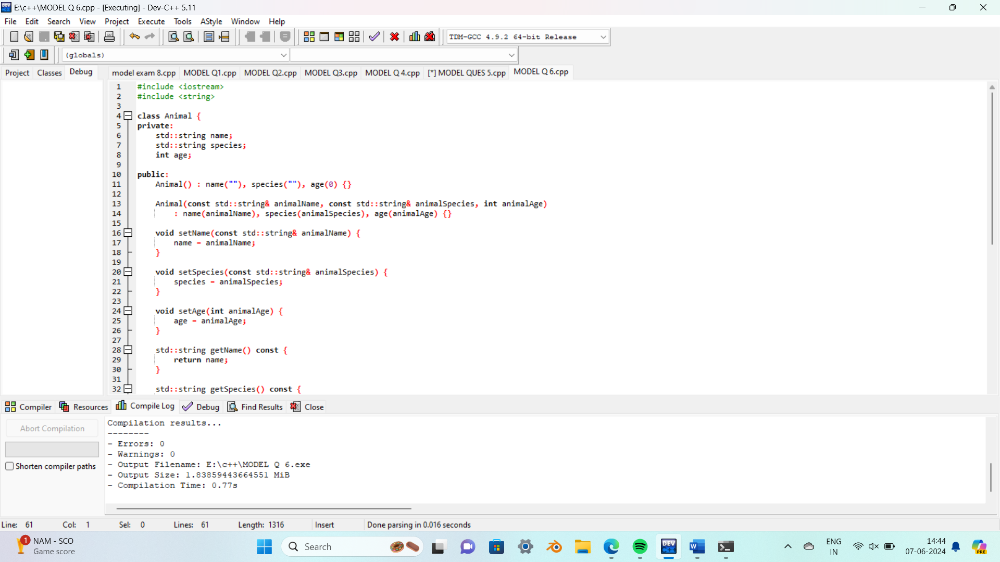 E:\c++\MODEL Q 6.cpp - [Executing] - Dev-C++ 5.11
File Edit Search View Project Execute Tools AStyle Window Help
TDM-GCC 4.9.2 64-bit Release
(globals)
Project Classes Debug
model exam 8.cpp MODEL Q1.cpp MODEL Q2.cpp MODEL Q3.cpp MODEL Q 4.cpp [*] MODEL QUES 5.cpp MODEL Q 6.cpp
1 #include <iostream>
2 #include <string>
3
4 class Animal {
5 private:
6 std::string name;
7 std::string species;
8 int age;
9
10 public:
11 Animal() : name(""), species(""), age(0) {}
12
13 Animal(const std::string& animalName, const std::string& animalSpecies, int animalAge)
14 : name(animalName), species(animalSpecies), age(animalAge) {}
15
16 void setName(const std::string& animalName) {
17 name = animalName;
18 }
19
20 void setSpecies(const std::string& animalSpecies) {
21 species = animalSpecies;
22 }
23
24 void setAge(int animalAge) {
25 age = animalAge;
26 }
27
28 std::string getName() const {
29 return name;
30 }
31
32 std::string getSpecies() const {
Compiler Resources Compile Log Debug Find Results Close
Abort Compilation
Shorten compiler paths
Compilation results...
--------
- Errors: 0
- Warnings: 0
- Output Filename: E:\c++\MODEL Q 6.exe
- Output Size: 1.83859443664551 MiB
- Compilation Time: 0.77s
Line: 61 Col: 1 Sel: 0 Lines: 61 Length: 1316 Insert Done parsing in 0.016 seconds
1
NAM - SCO
Game score
Search
DEV
C++
W
PRE
ENG
IN
14:44
07-06-2024